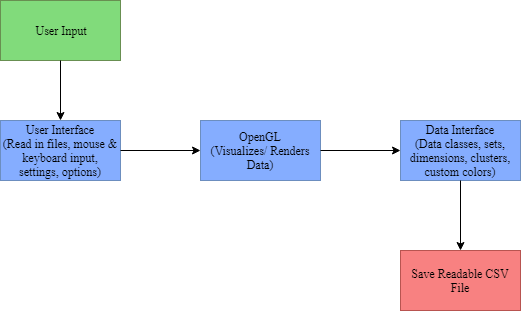 User Input
User Interface
(Read in files, mouse &
keyboard input,
settings, options)
OpenGL
(Visualizes/ Renders
Data)
Data Interface
(Data classes, sets,
dimensions, clusters,
custom colors)
Save Readable CSV
File